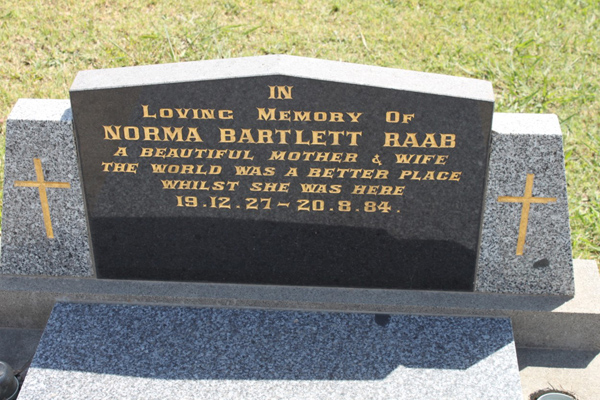 IN
LOVING MEMORY OF
NORMA BARTLETT RAAB
A BEAUTIFUL MOTHER & WIFE
THE WORLD WAS A BETTER PLACE
WHILST SHE WAS HERE
19.12.27 – 20.8.84.